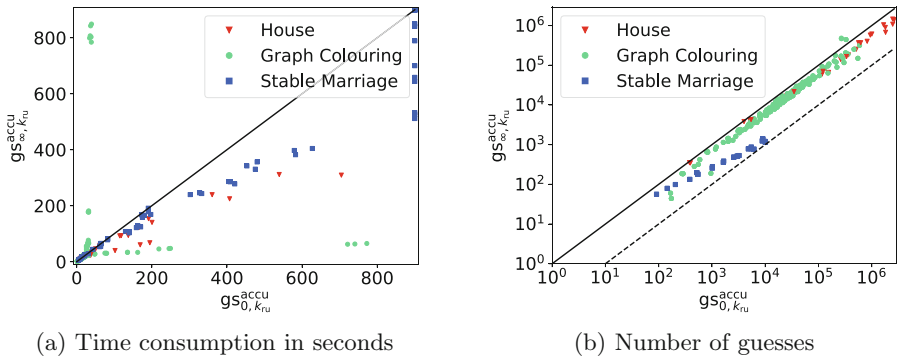 800
600
400
200
0
gs^accu_∞, k_ru
House
Graph Colouring
Stable Marriage
0 200 400 600 800
gs^accu_0, k_ru
(a) Time consumption in seconds
10^6
10^5
10^4
10^3
10^2
10^1
10^0
gs^accu_∞, k_ru
House
Graph Colouring
Stable Marriage
10^0 10^1 10^2 10^3 10^4 10^5 10^6
gs^accu_0, k_ru
(b) Number of guesses